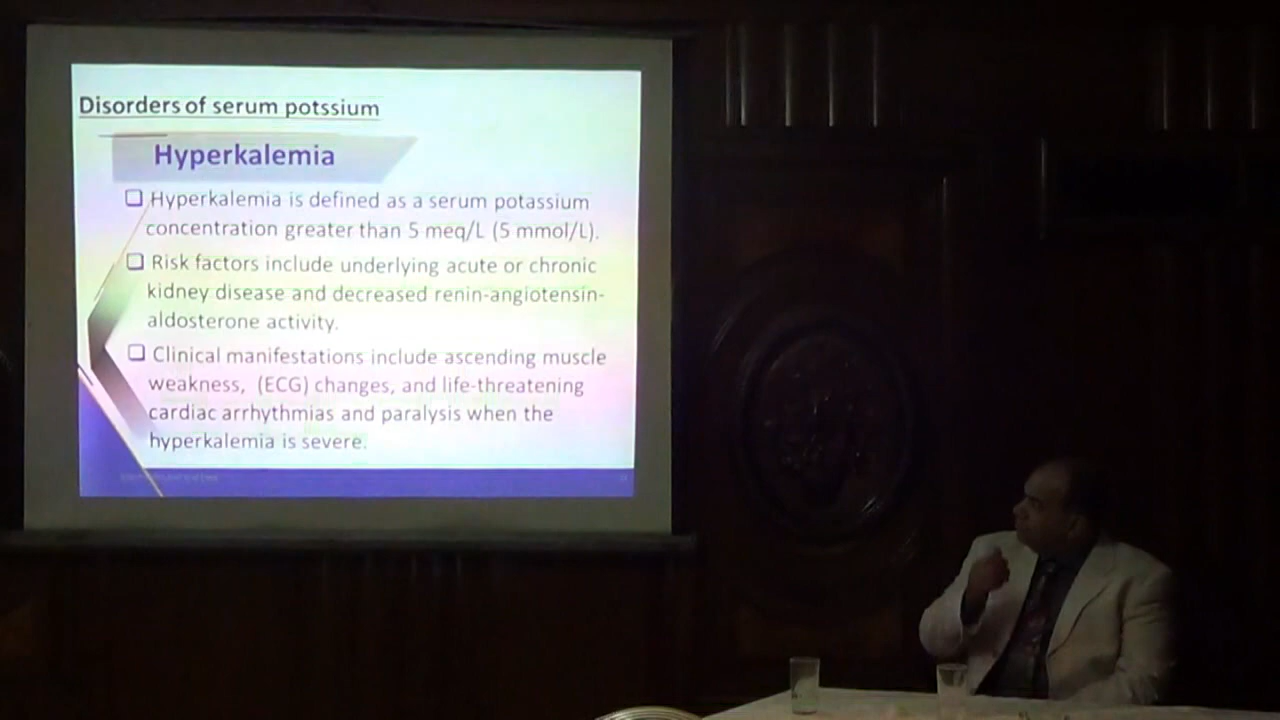 Disorders of serum potssium
Hyperkalemia
❑ Hyperkalemia is defined as a serum potassium
concentration greater than 5 meq/L (5 mmol/L).
❑ Risk factors include underlying acute or chronic
kidney disease and decreased renin-angiotensin-
aldosterone activity.
❑ Clinical manifestations include ascending muscle
weakness, (ECG) changes, and life-threatening
cardiac arrhythmias and paralysis when the
hyperkalemia is severe.